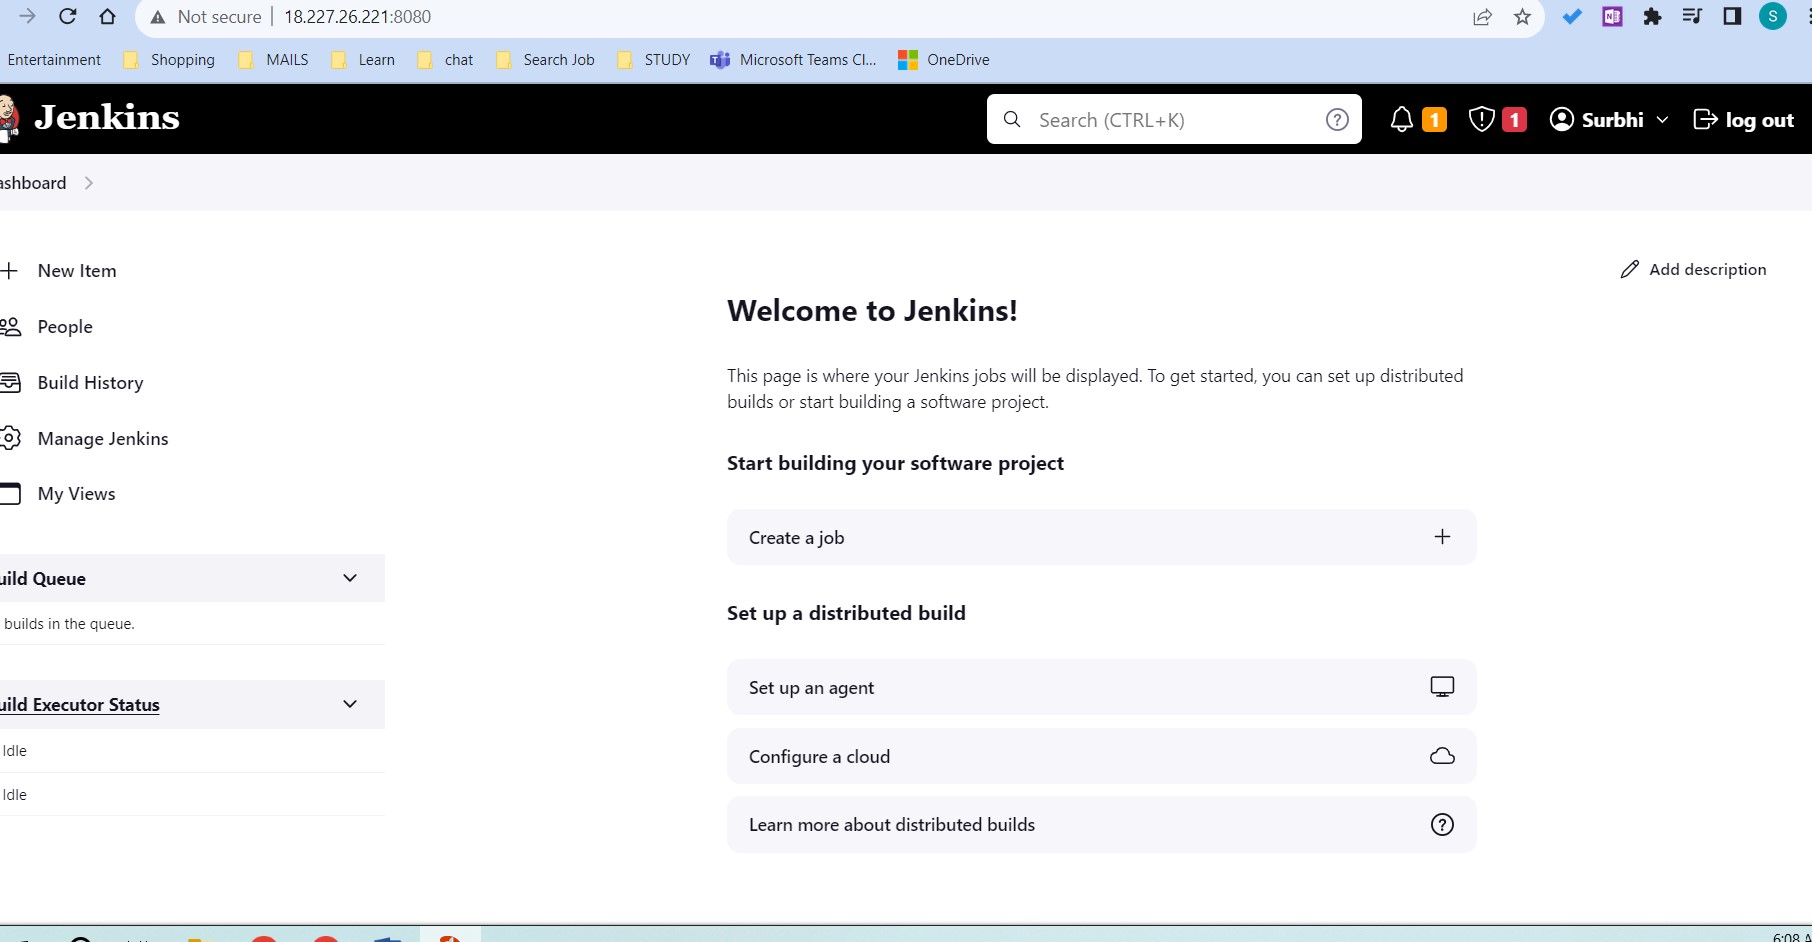 Not secure 18.227.26.221:8080
Entertainment Shopping MAILS Learn chat Search Job STUDY Microsoft Teams Cl... OneDrive
Jenkins Search (CTRL+K) 1 1 Surbhi log out
ashboard
New Item
Add description
People
Build History
Manage Jenkins
My Views
uild Queue
builds in the queue.
uild Executor Status
Idle
Idle
Welcome to Jenkins!
This page is where your Jenkins jobs will be displayed. To get started, you can set up distributed
builds or start building a software project.
Start building your software project
Create a job
Set up a distributed build
Set up an agent
Configure a cloud
Learn more about distributed builds
6:08 A